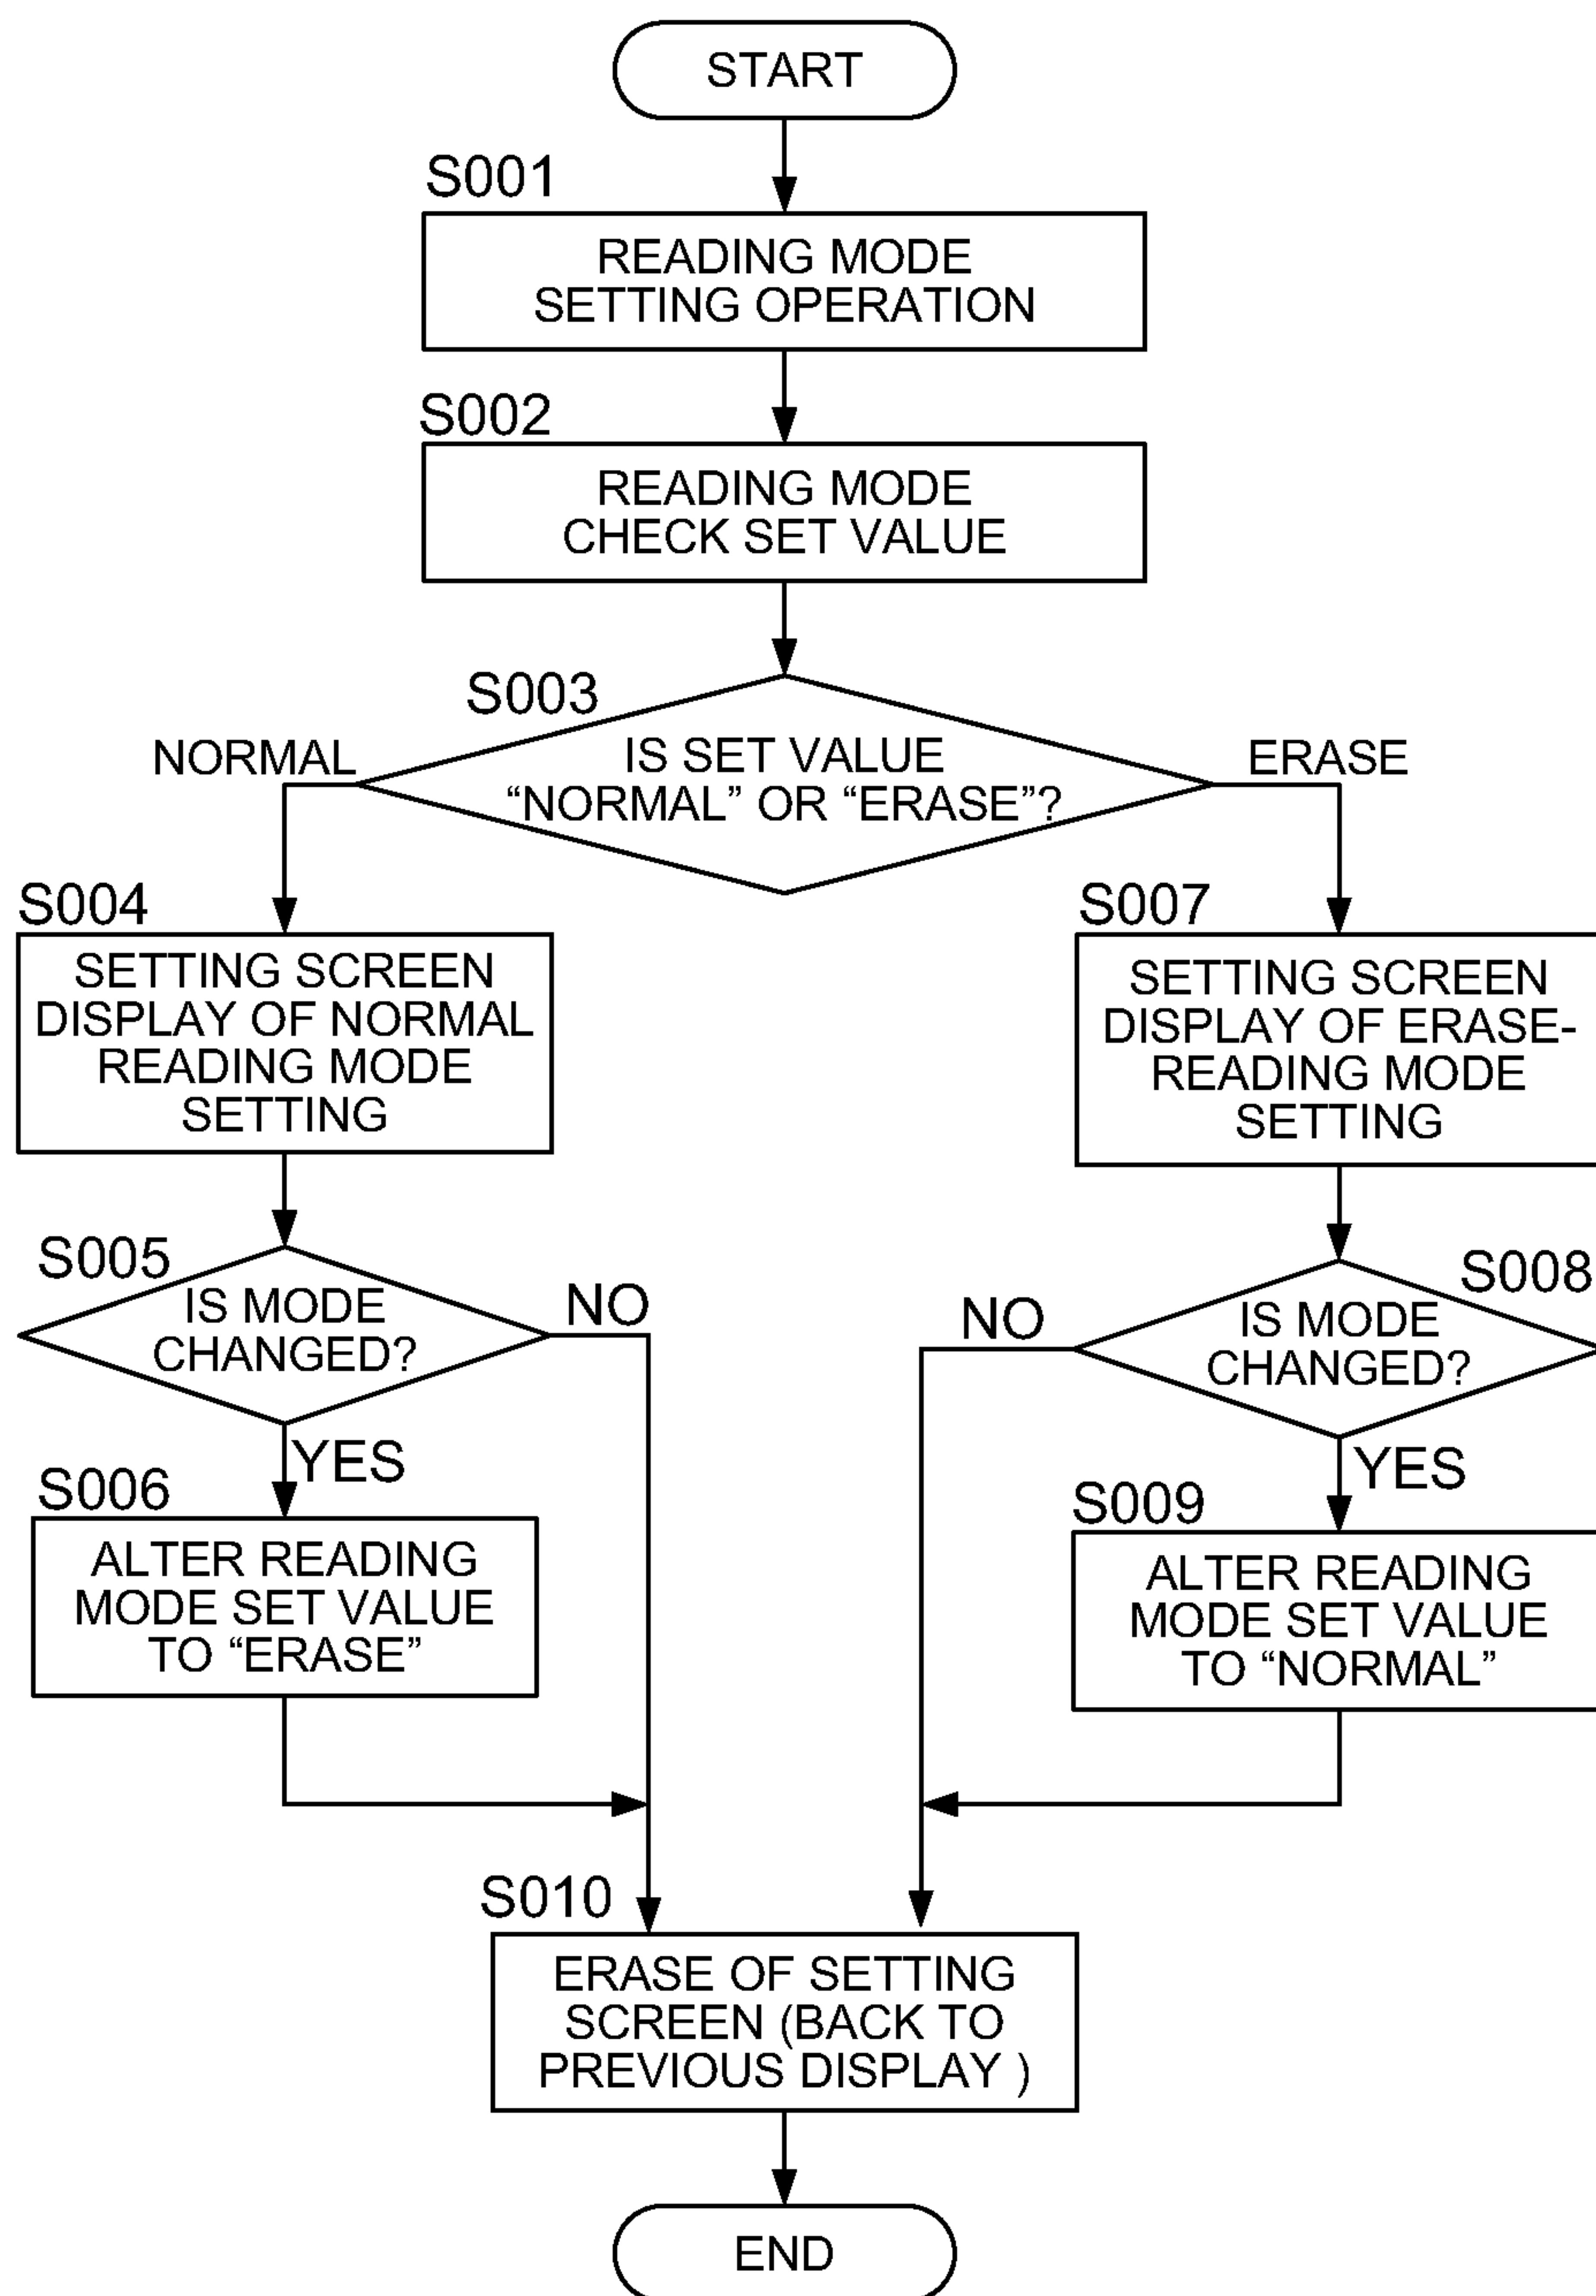 START
S001
READING MODE
SETTING OPERATION
S002
READING MODE
CHECK SET VALUE
S003
IS SET VALUE
“NORMAL” OR “ERASE”?
NORMAL
ERASE
S004
SETTING SCREEN
DISPLAY OF NORMAL
READING MODE
SETTING
S005
IS MODE
CHANGED?
NO
YES
S006
ALTER READING
MODE SET VALUE
TO “ERASE”
S007
SETTING SCREEN
DISPLAY OF ERASE-
READING MODE
SETTING
S008
IS MODE
CHANGED?
NO
YES
S009
ALTER READING
MODE SET VALUE
TO “NORMAL”
S010
ERASE OF SETTING
SCREEN (BACK TO
PREVIOUS DISPLAY )
END